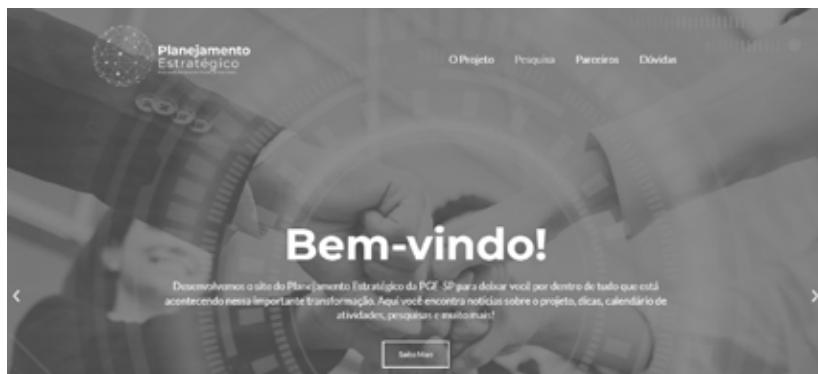 Planejamento
Estratégico
O Projeto Pesquisa Parceiros Dúvidas
Bem-vindo!
Desenvolvemos o site do Planejamento Estratégico da PGE-SP para deixar você por dentro de tudo que está
acontecendo nessa importante transformação. Aqui você encontra notícias sobre o projeto, dicas, calendário de
atividades, pesquisas e muito mais!
Saiba Mais